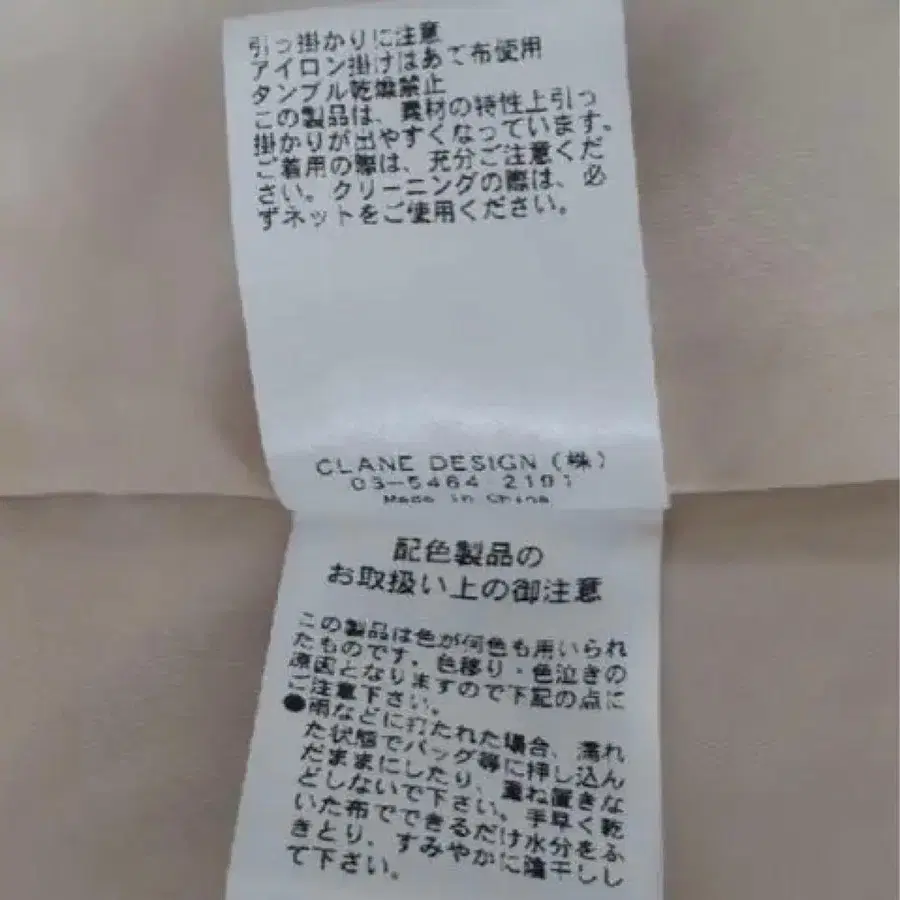 引っ掛かりに注意
アイロン掛けはあて布使用
タンブル乾燥禁止
この製品は、素材の特性上引っ
掛かりが出やすくなっています。
ご着用の際は、充分ご注意くだ
さい。クリーニングの際は、必
ずネットをご使用ください。
CLANE DESIGN (株)
03-5464 2191
Made in China
配色製品の
お取扱い上の御注意
この製品は色が何色も用いられ
たものです。色移り・色泣きの
原因となりますので下記の点に
ご注意下さい。
●雨などに打たれた場合、濡れ
た状態でバッグ等に押し込ん
だままにしたり、重ね置きな
どしないで下さい。手早く乾
いた布でできるだけ水分をふ
きとり、すみやかに陰干しし
て下さい。